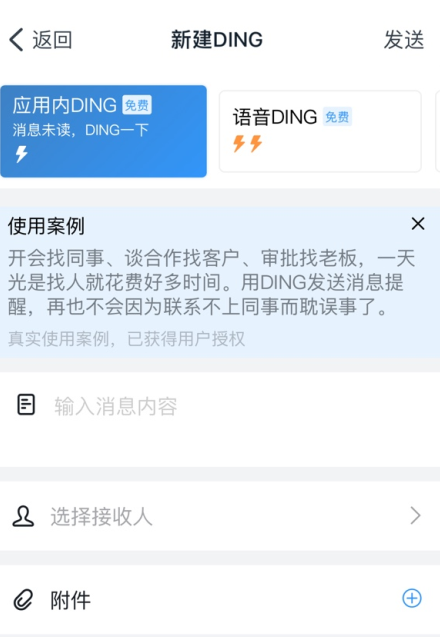 返回 新建DING 发送
应用内DING 免费
消息未读，DING一下
语音DING 免费
使用案例
开会找同事、谈合作找客户、审批找老板，一天
光是找人就花费好多时间。用DING发送消息提
醒，再也不会因为联系不上同事而耽误事了。
真实使用案例，已获得用户授权
输入消息内容
选择接收人
附件